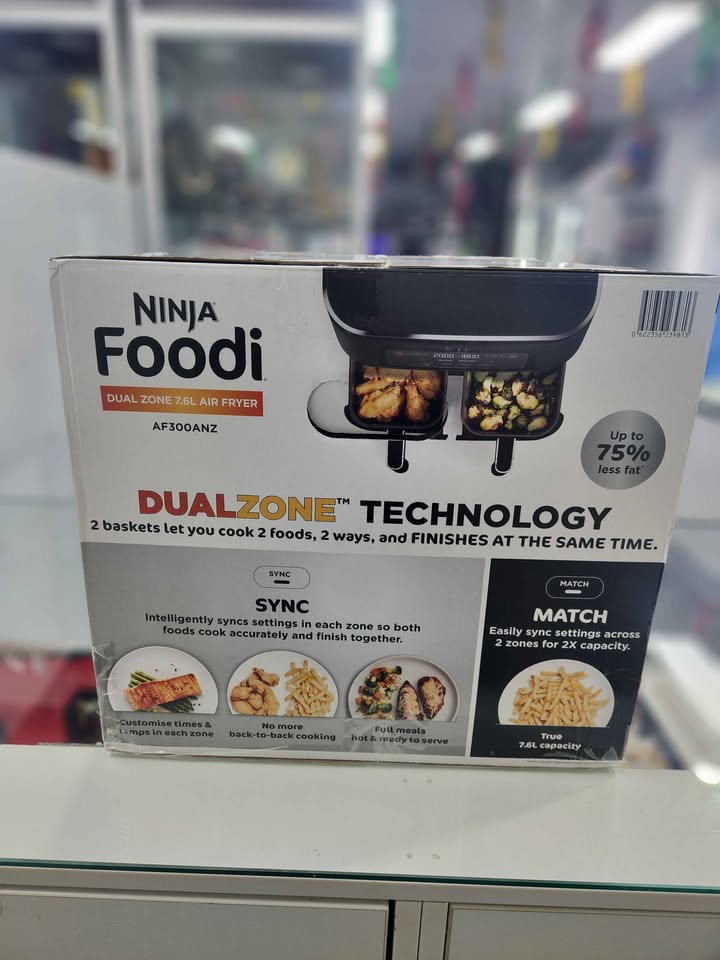 NINJA
Foodi
DUAL ZONE 7.6L AIR FRYER
AF300ANZ
Up to
75%
less fat*
DUALZONE™ TECHNOLOGY
2 baskets let you cook 2 foods, 2 ways, and FINISHES AT THE SAME TIME.
SYNC
SYNC
Intelligently syncs settings in each zone so both
foods cook accurately and finish together.
Customise times &
temps in each zone
No more
back-to-back cooking
Full meals
hot & ready to serve
MATCH
MATCH
Easily sync settings across
2 zones for 2X capacity.
True
7.6L capacity